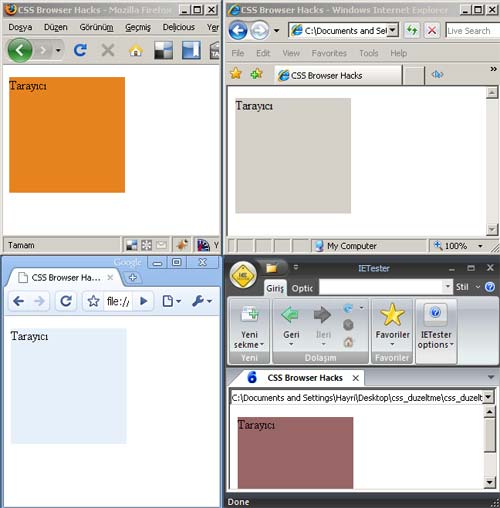 CSS Browser Hacks - Mozilla Firefox
Dosya Düzen Görünüm Geçmiş Delicious Yer
Tarayıcı
Tamam
CSS Browser Hacks - Windows Internet Explorer
C:\Documents and Set
Live Search
File Edit View Favorites Tools Help
CSS Browser Hacks
Tarayıcı
My Computer
100%
Google
CSS Browser Ha...
file://
Tarayıcı
IETester
Giriş Optic
Stil
Yeni sekme
Geri
İleri
Favoriler
IETester options
Yeni
Dolaşım
Favoriler
6 CSS Browser Hacks
C:\Documents and Settings\Hayri\Desktop\css_duzeltme\css_duzelt
Tarayıcı
Done